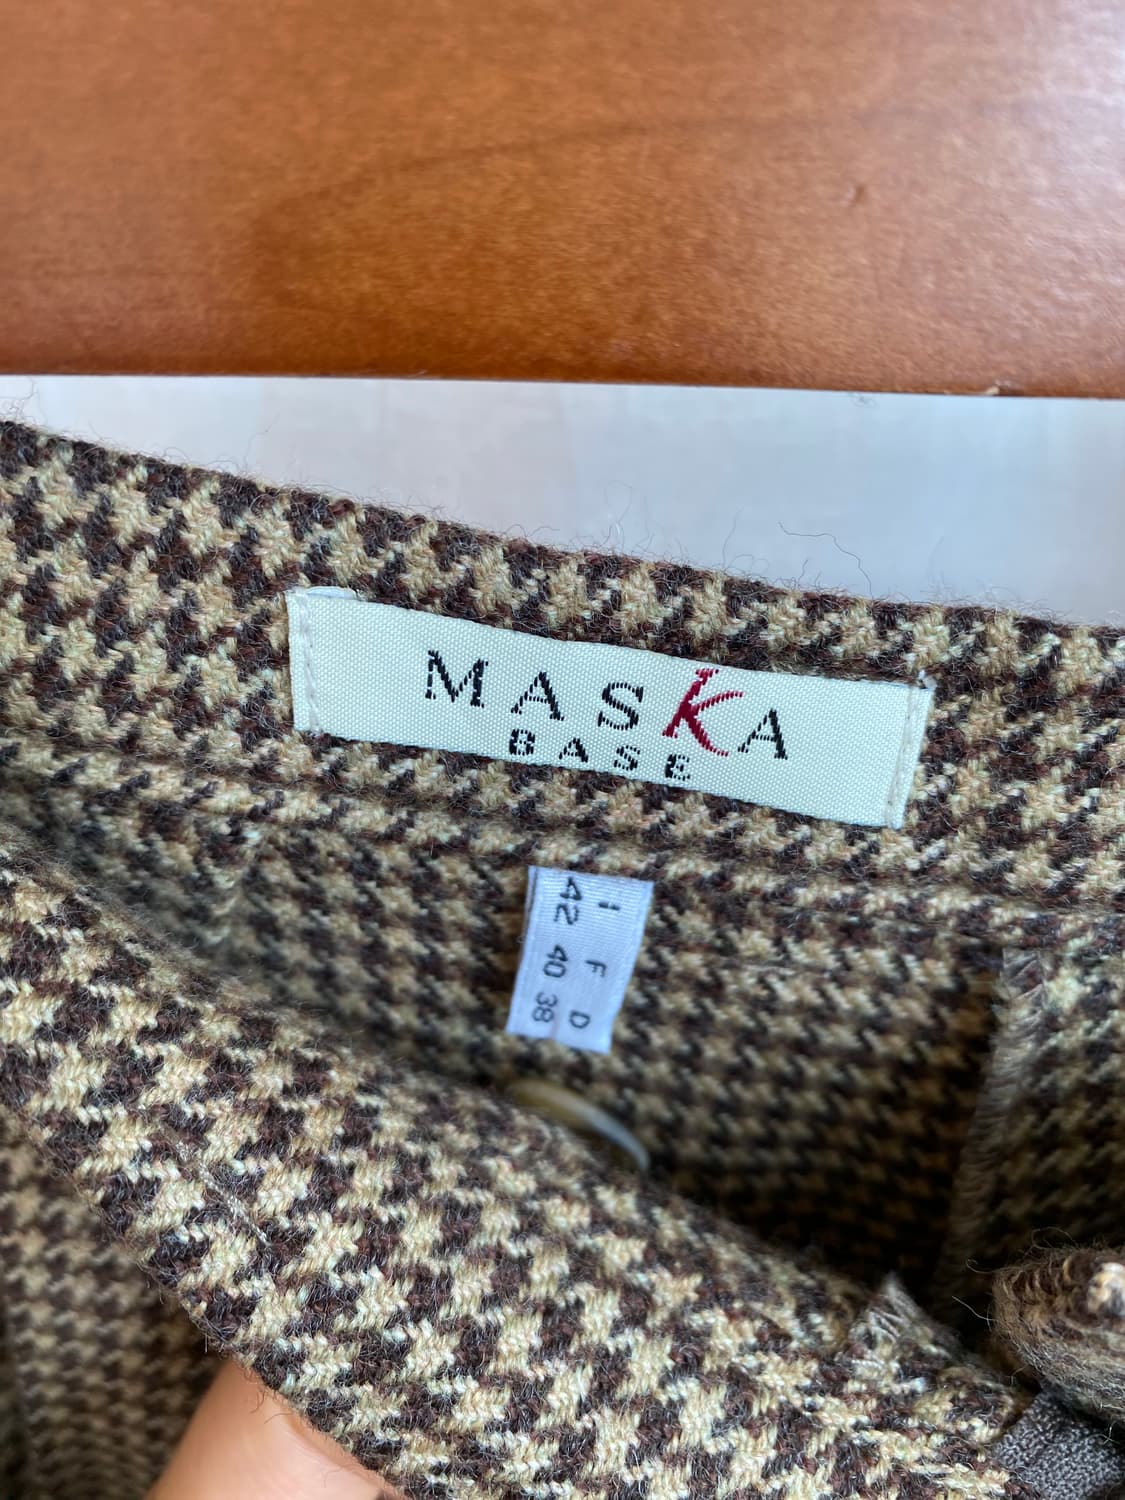 MASKA
BASE
I F D
42 40 38